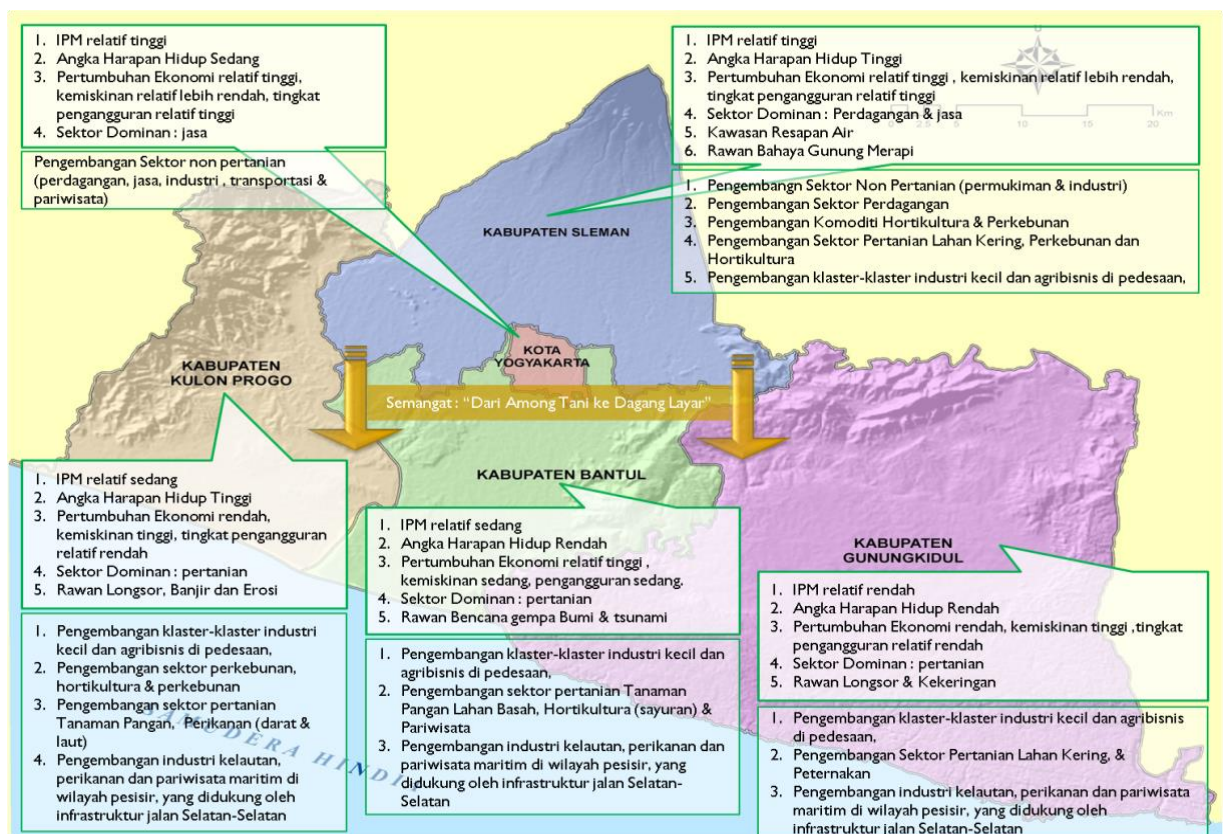 1. IPM relatif tinggi
2. Angka Harapan Hidup Sedang
3. Pertumbuhan Ekonomi relatif tinggi,
kemiskinan relatif lebih rendah, tingkat
pengangguran relatif tinggi
4. Sektor Dominan : jasa
Pengembangan Sektor non pertanian
(perdagangan, jasa, industri , transportasi &
pariwisata)
1. IPM relatif tinggi
2. Angka Harapan Hidup Tinggi
3. Pertumbuhan Ekonomi relatif tinggi , kemiskinan relatif lebih rendah,
tingkat pengangguran relatif tinggi
4. Sektor Dominan : Perdagangan & jasa
5. Kawasan Resapan Air
6. Rawan Bahaya Gunung Merapi
0 2.5 5 10 15 20 Km
1. Pengembangn Sektor Non Pertanian (permukiman & industri)
2. Pengembangan Sektor Perdagangan
3. Pengembangan Komoditi Hortikultura & Perkebunan
4. Pengembangan Sektor Pertanian Lahan Kering, Perkebunan dan
Hortikultura
5. Pengembangan klaster-klaster industri kecil dan agribisnis di pedesaan,
KABUPATEN SLEMAN
KOTA
YOGYAKARTA
KABUPATEN
KULON PROGO
Semangat : “Dari Among Tani ke Dagang Layar”
KABUPATEN BANTUL
KABUPATEN
GUNUNGKIDUL
1. IPM relatif sedang
2. Angka Harapan Hidup Tinggi
3. Pertumbuhan Ekonomi rendah,
kemiskinan tinggi, tingkat pengangguran
relatif rendah
4. Sektor Dominan : pertanian
5. Rawan Longsor, Banjir dan Erosi
1. Pengembangan klaster-klaster industri
kecil dan agribisnis di pedesaan,
2. Pengembangan sektor perkebunan,
hortikultura & perkebunan
3. Pengembangan sektor pertanian
Tanaman Pangan, Perikanan (darat &
laut)
4. Pengembangan industri kelautan,
perikanan dan pariwisata maritim di
wilayah pesisir, yang didukung oleh
infrastruktur jalan Selatan-Selatan
1. IPM relatif sedang
2. Angka Harapan Hidup Rendah
3. Pertumbuhan Ekonomi relatif tinggi ,
kemiskinan sedang, pengangguran sedang.
4. Sektor Dominan : pertanian
5. Rawan Bencana gempa Bumi & tsunami
1. Pengembangan klaster-klaster industri kecil dan
agribisnis di pedesaan,
2. Pengembangan sektor pertanian Tanaman
Pangan Lahan Basah, Hortikultura (sayuran) &
Pariwisata
3. Pengembangan industri kelautan, perikanan dan
pariwisata maritim di wilayah pesisir, yang
didukung oleh infrastruktur jalan Selatan-
Selatan
1. IPM relatif rendah
2. Angka Harapan Hidup Rendah
3. Pertumbuhan Ekonomi rendah, kemiskinan tinggi ,tingkat
pengangguran relatif rendah
4. Sektor Dominan : pertanian
5. Rawan Longsor & Kekeringan
1. Pengembangan klaster-klaster industri kecil dan agribisnis
di pedesaan,
2. Pengembangan Sektor Pertanian Lahan Kering, &
Peternakan
3. Pengembangan industri kelautan, perikanan dan pariwisata
maritim di wilayah pesisir, yang didukung oleh
infrastruktur jalan Selatan-Selatan
SAMUDERA HINDIA